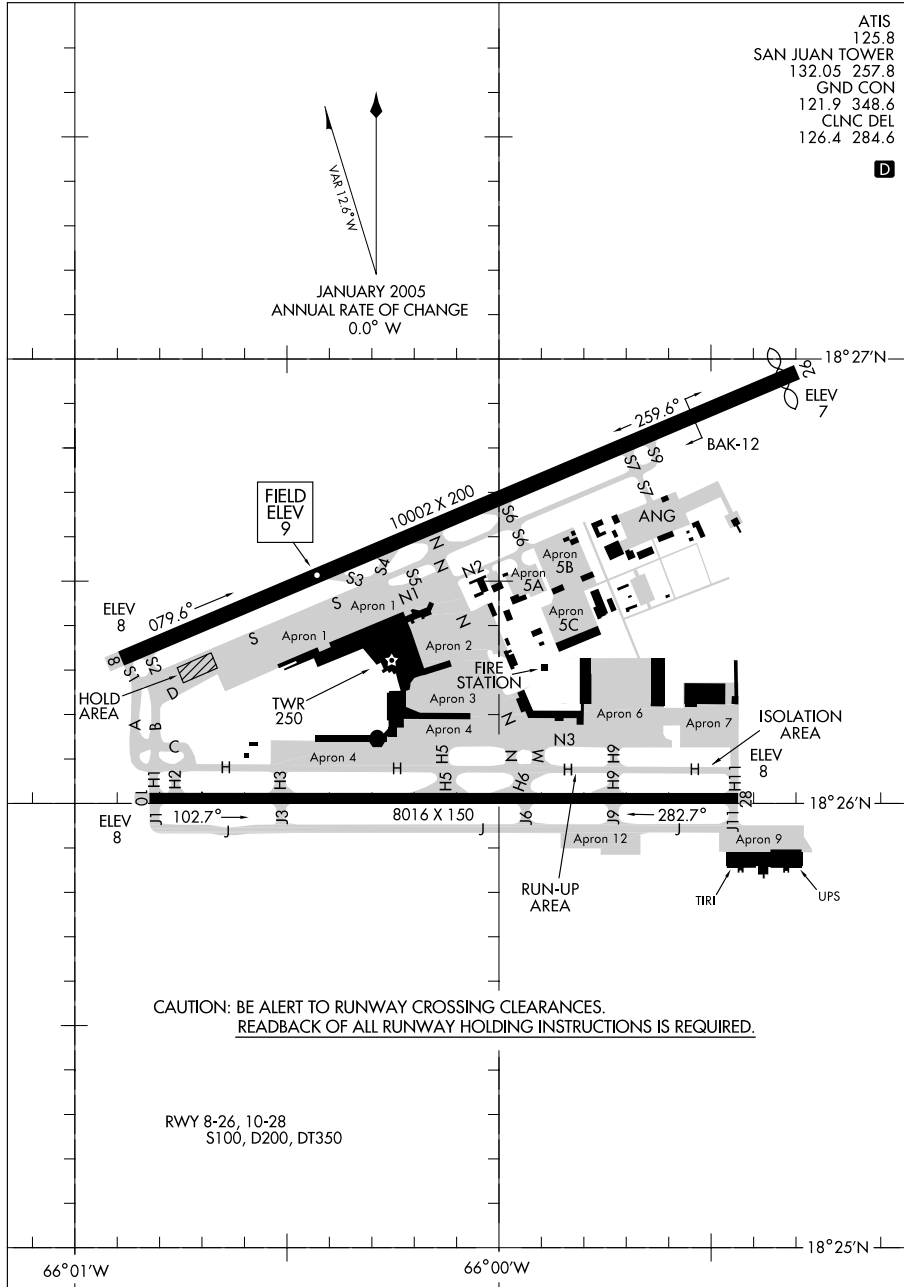 ATIS
125.8
SAN JUAN TOWER
132.05 257.8
GND CON
121.9 348.6
CLNC DEL
126.4 284.6
D
VAR 12.6° W
JANUARY 2005
ANNUAL RATE OF CHANGE
0.0° W
18° 27'N
26
ELEV
7
259.6°
BAK-12
S9
S7
S7
10002 X 200
FIELD
ELEV
9
ANG
S6
S6
N
N
Apron
5B
Apron
5A
Apron
5C
S4
S3
S5
N2
N1
N
S
Apron 1
079.6°
ELEV
8
8
S
Apron 1
Apron 2
S1
S2
HOLD
AREA
D
TWR
250
FIRE
STATION
Apron 3
N
Apron 6
Apron 7
ISOLATION
AREA
A
B
C
Apron 4
Apron 4
H5
N
M
N3
H9
ELEV
8
H1
H2
H
H3
H
H5
H6
H
H9
H
H11
10
28
18° 26'N
ELEV
8
J1
102.7°
J
J3
8016 X 150
J
J6
J9
282.7°
J
J11
Apron 12
Apron 9
RUN-UP
AREA
TIRI
UPS
CAUTION: BE ALERT TO RUNWAY CROSSING CLEARANCES.
READBACK OF ALL RUNWAY HOLDING INSTRUCTIONS IS REQUIRED.
RWY 8-26, 10-28
S100, D200, DT350
18° 25'N
66° 01'W
66° 00'W